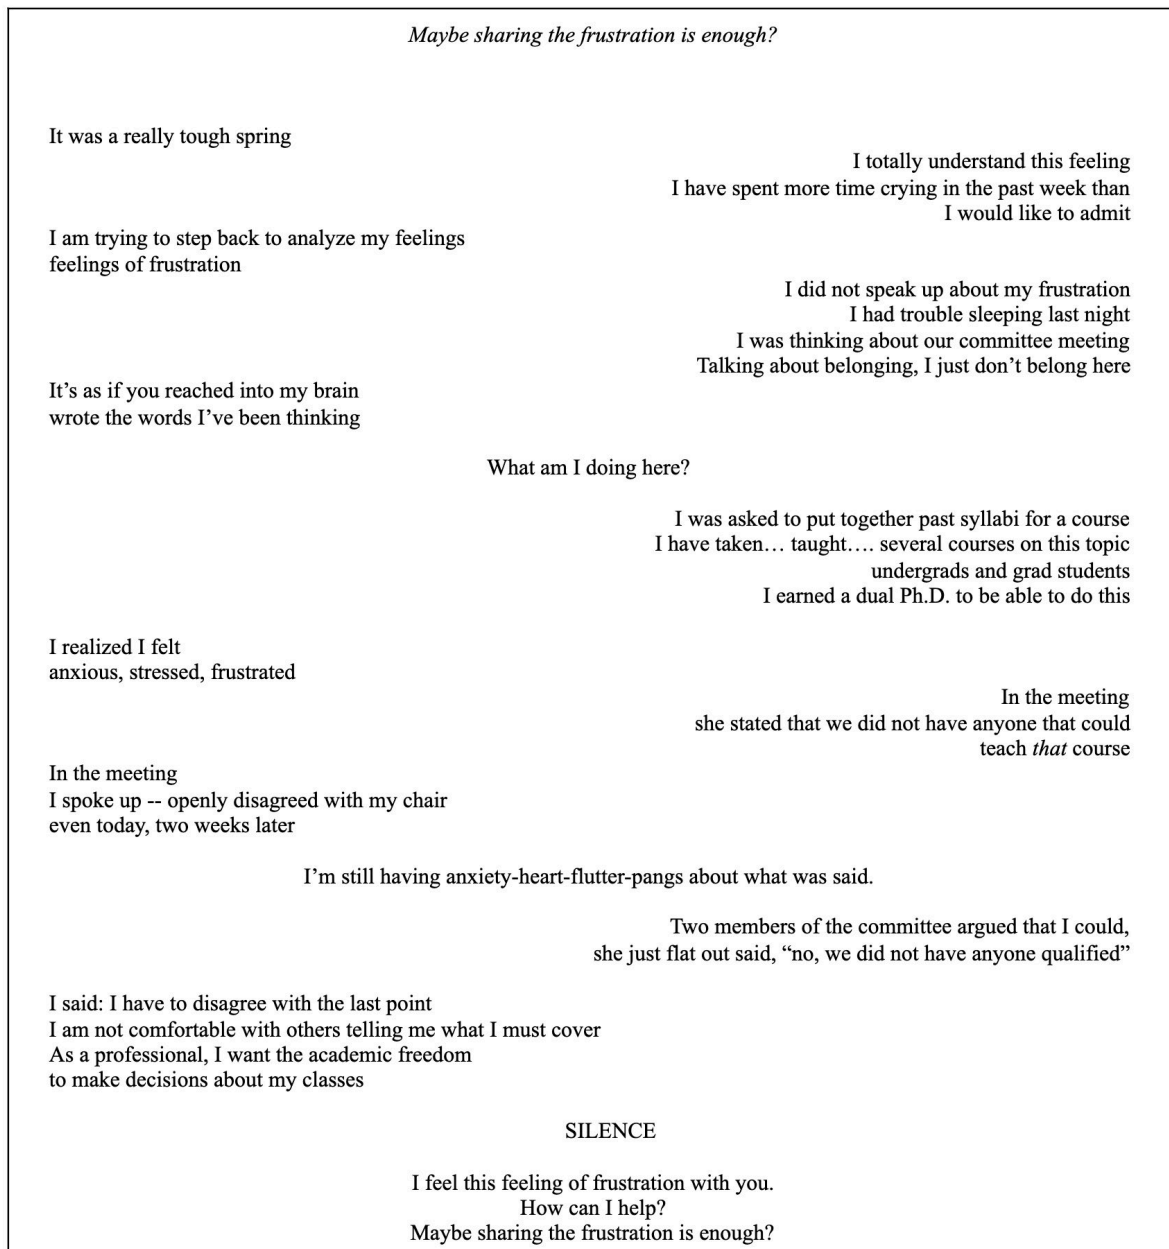 Maybe sharing the frustration is enough?
It was a really tough spring
I totally understand this feeling
I have spent more time crying in the past week than
I would like to admit
I am trying to step back to analyze my feelings
feelings of frustration
I did not speak up about my frustration
I had trouble sleeping last night
I was thinking about our committee meeting
Talking about belonging, I just don’t belong here
It’s as if you reached into my brain
wrote the words I’ve been thinking
What am I doing here?
I was asked to put together past syllabi for a course
I have taken… taught…. several courses on this topic
undergrads and grad students
I earned a dual Ph.D. to be able to do this
I realized I felt
anxious, stressed, frustrated
In the meeting
she stated that we did not have anyone that could
teach that course
In the meeting
I spoke up -- openly disagreed with my chair
even today, two weeks later
I’m still having anxiety-heart-flutter-pangs about what was said.
Two members of the committee argued that I could,
she just flat out said, “no, we did not have anyone qualified”
I said: I have to disagree with the last point
I am not comfortable with others telling me what I must cover
As a professional, I want the academic freedom
to make decisions about my classes
SILENCE
I feel this feeling of frustration with you.
How can I help?
Maybe sharing the frustration is enough?